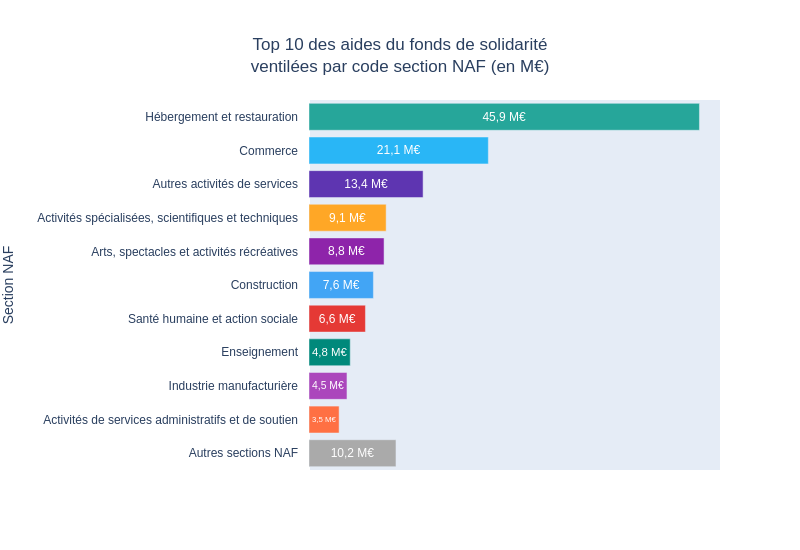 Top 10 des aides du fonds de solidarité
ventilées par code section NAF (en M€)
Section NAF
Hébergement et restauration 45,9 M€
Commerce 21,1 M€
Autres activités de services 13,4 M€
Activités spécialisées, scientifiques et techniques 9,1 M€
Arts, spectacles et activités récréatives 8,8 M€
Construction 7,6 M€
Santé humaine et action sociale 6,6 M€
Enseignement 4,8 M€
Industrie manufacturière 4,5 M€
Activités de services administratifs et de soutien 3,5 M€
Autres sections NAF 10,2 M€